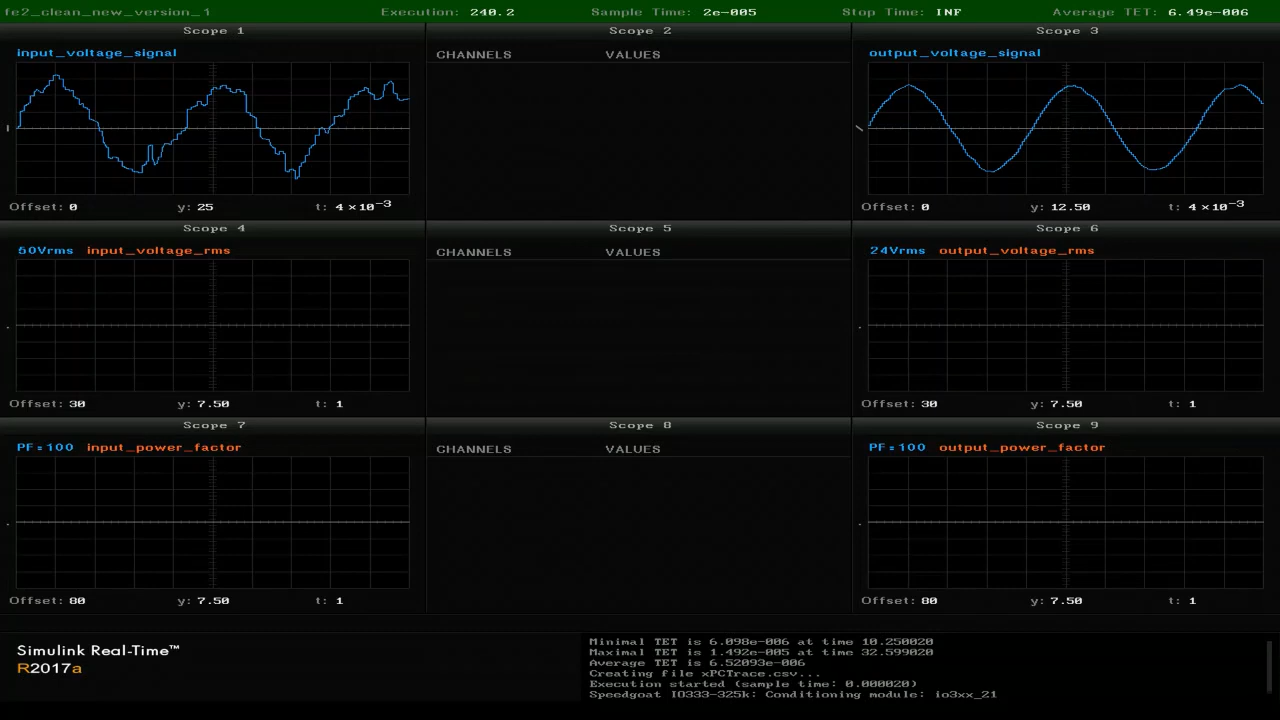 fe2_clean_new_version_1 Execution: 240.2 Sample Time: 2e-005 Stop Time: INF Average TET: 6.49e-006
Scope 1 Scope 2 Scope 3
input_voltage_signal CHANNELS VALUES output_voltage_signal
Offset: 0 y: 25 t: 4×10⁻³ Offset: 0 y: 12.50 t: 4×10⁻³
Scope 4 Scope 5 Scope 6
60Vrms input_voltage_rms CHANNELS VALUES 24Vrms output_voltage_rms
Offset: 30 y: 7.50 t: 1 Offset: 30 y: 7.50 t: 1
Scope 7 Scope 8 Scope 9
PF=100 input_power_factor CHANNELS VALUES PF=100 output_power_factor
Offset: 80 y: 7.50 t: 1 Offset: 80 y: 7.50 t: 1
Simulink Real-Time™
R2017a
Minimal TET is 6.098e-006 at time 10.250020
Maximal TET is 1.492e-005 at time 32.599020
Average TET is 6.52093e-006
Creating file xPCTrace.csv...
Execution started (sample time: 0.000020)
Speedgoat IO333-325k: Conditioning module: io3xx_21